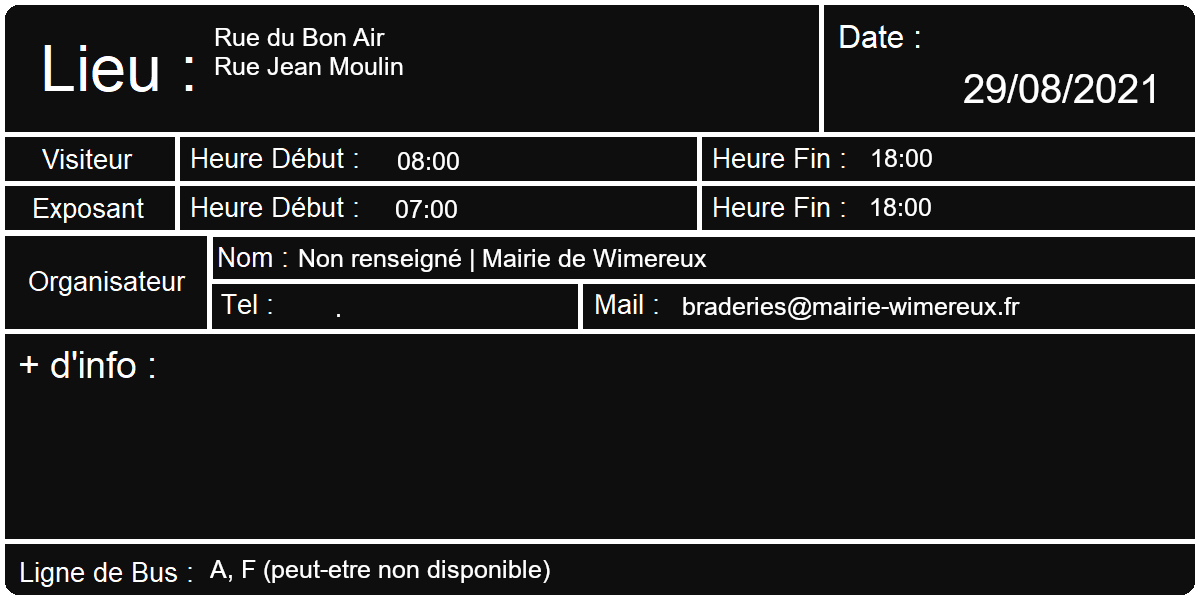 Lieu :
Rue du Bon Air
Rue Jean Moulin
Date :
29/08/2021
Visiteur
Heure Début : 08:00
Heure Fin : 18:00
Exposant
Heure Début : 07:00
Heure Fin : 18:00
Organisateur
Nom : Non renseigné | Mairie de Wimereux
Tel : .
Mail : braderies@mairie-wimereux.fr
+ d'info :
Ligne de Bus : A, F (peut-etre non disponible)